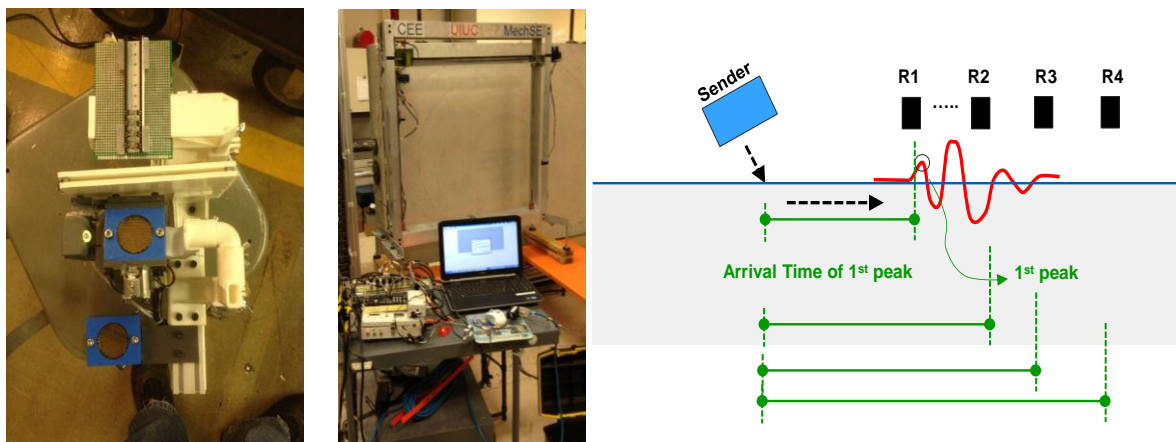 CEE UIUC MechSE
Sender
R1 ..... R2 R3 R4
Arrival Time of 1st peak
1st peak